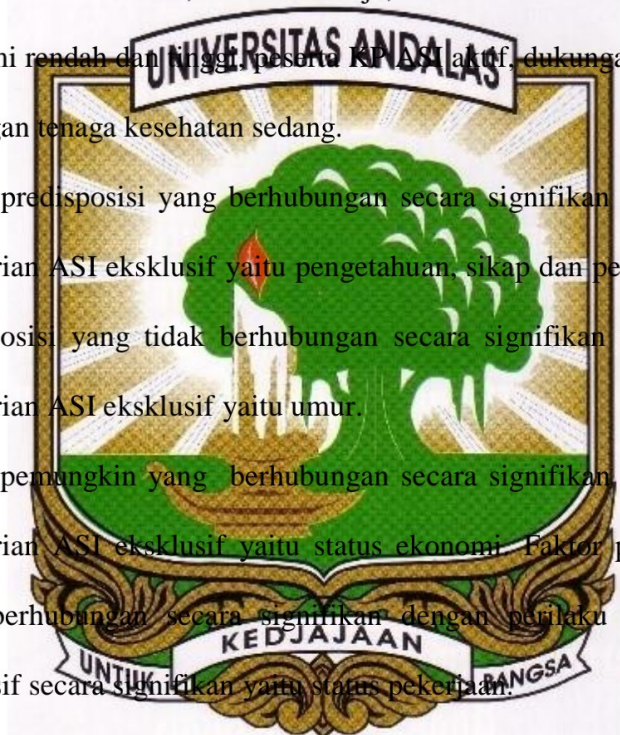 UNIVERSITAS ANDALAS
ni rendah dan tinggi, peserta KP ASI aktif, dukunga
gan tenaga kesehatan sedang.
predisposisi yang berhubungan secara signifikan
rian ASI eksklusif yaitu pengetahuan, sikap dan pe
osisi yang tidak berhubungan secara signifikan
rian ASI eksklusif yaitu umur.
pemungkin yang berhubungan secara signifikan
rian ASI eksklusif yaitu status ekonomi. Faktor p
berhubungan secara signifikan dengan perilaku
sif secara signifikan yaitu status pekerjaan.
UNTUK KEDJAJAAN BANGSA